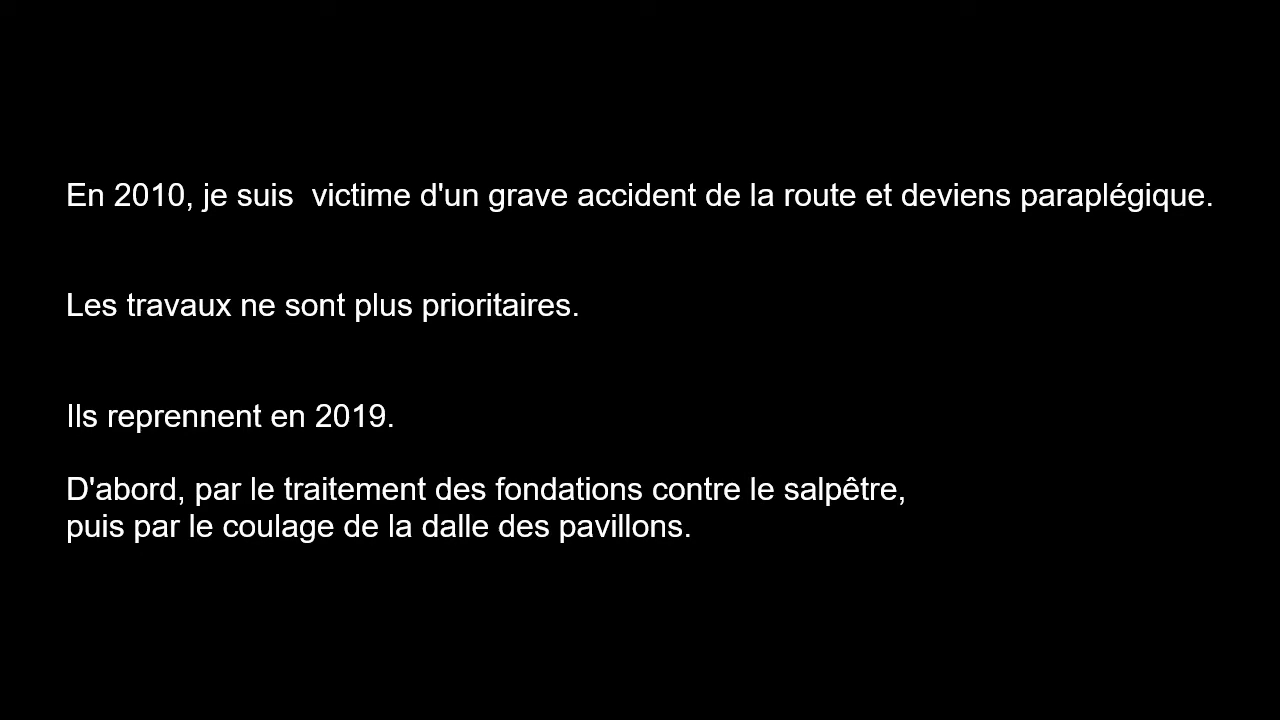 En 2010, je suis  victime d'un grave accident de la route et deviens paraplégique.
Les travaux ne sont plus prioritaires.
Ils reprennent en 2019.
D'abord, par le traitement des fondations contre le salpêtre,
puis par le coulage de la dalle des pavillons.